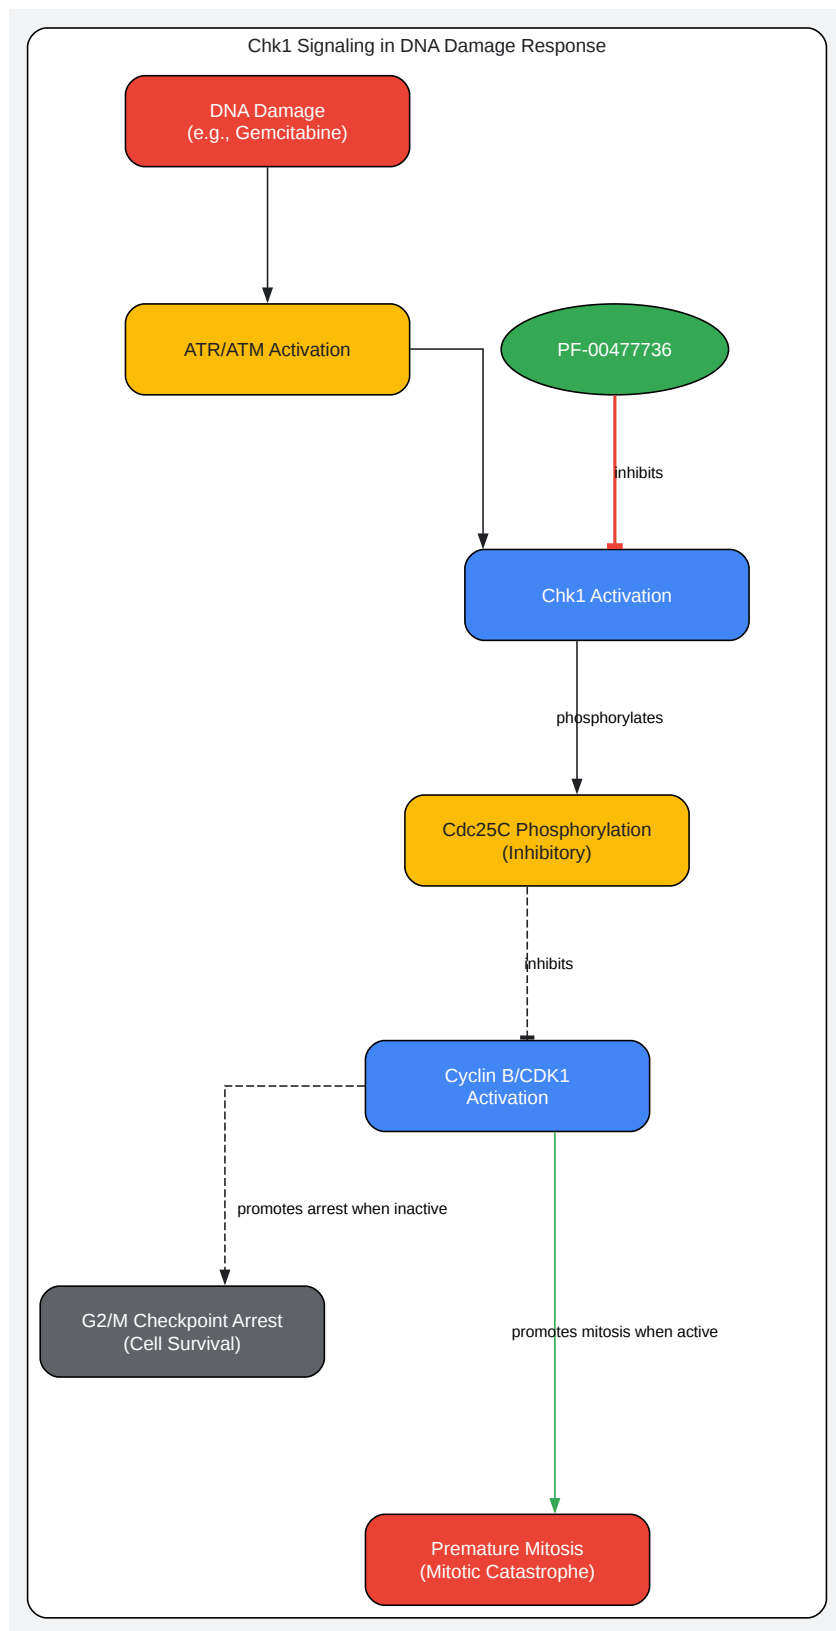 Chk1 Signaling in DNA Damage Response
DNA Damage
(e.g., Gemcitabine)
ATR/ATM Activation
PF-00477736
inhibits
Chk1 Activation
phosphorylates
Cdc25C Phosphorylation
(Inhibitory)
inhibits
Cyclin B/CDK1
Activation
promotes arrest when inactive
G2/M Checkpoint Arrest
(Cell Survival)
promotes mitosis when active
Premature Mitosis
(Mitotic Catastrophe)